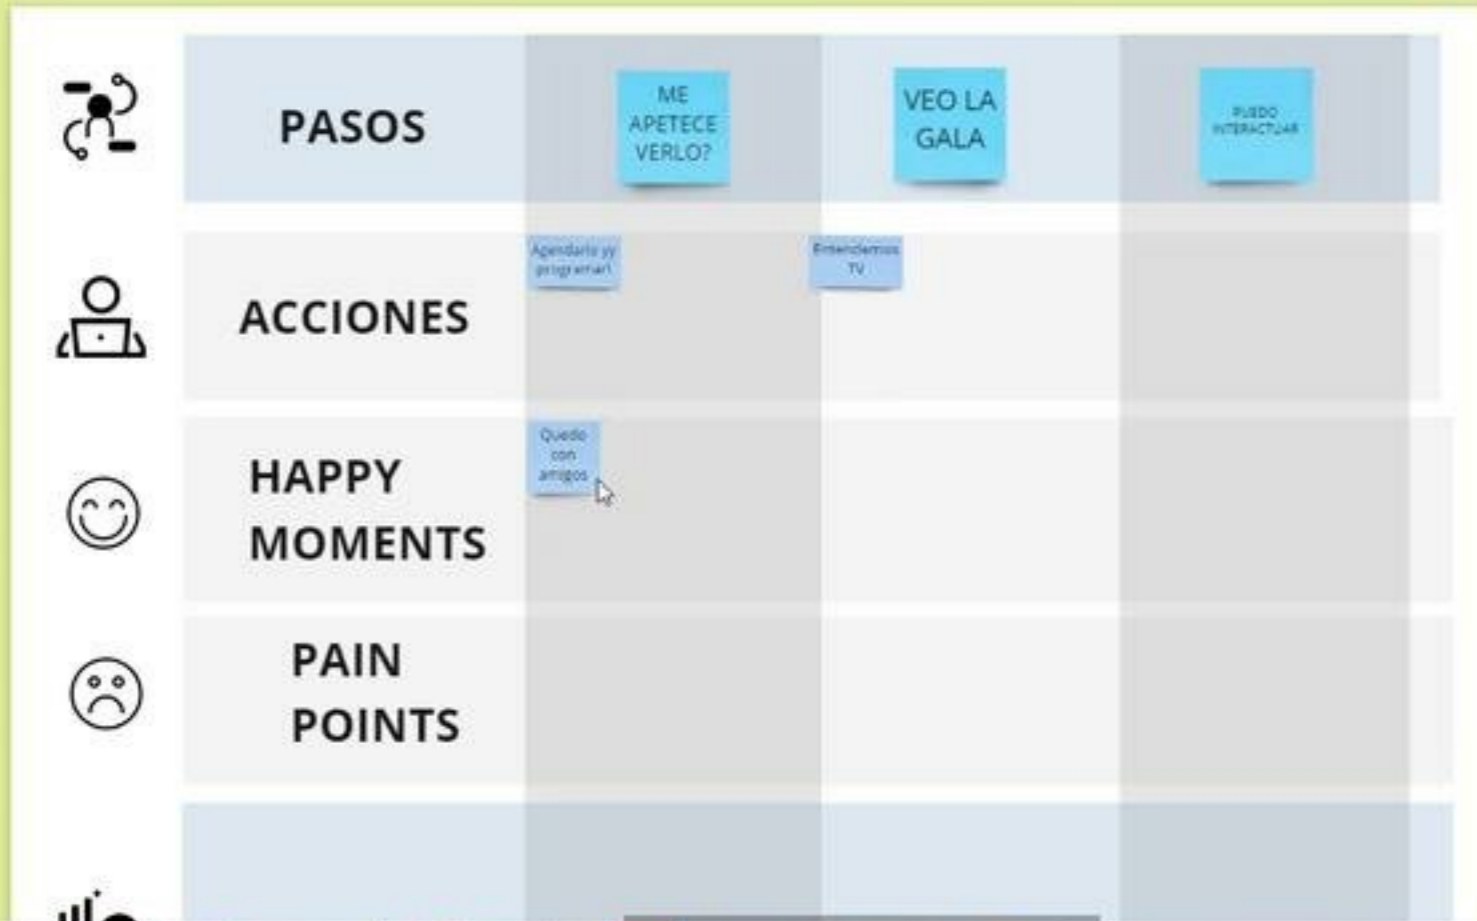 PASOS
ME
APETECE
VERLO?
VEO LA
GALA
PUEDO
INTERACTUAR
ACCIONES
Agendarlo yy
programarl
Entendemos
TV
HAPPY
MOMENTS
Quedo
con
amigos
PAIN
POINTS